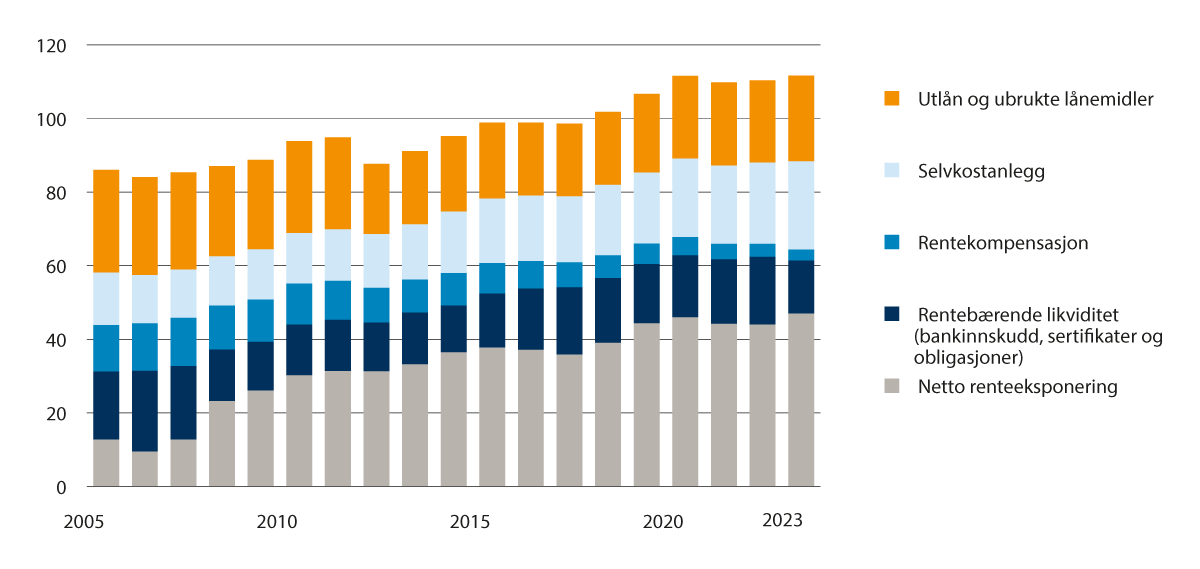 120
100
80
60
40
20
0
2005
2010
2015
2020
2023
Utlån og ubrukte lånemidler
Selvkostanlegg
Rentekompensasjon
Rentebærende likviditet
(bankinnskudd, sertifikater og
obligasjoner)
Netto renteeksponering